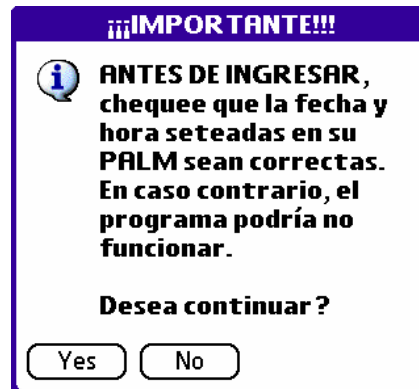 ¡¡¡IMPORTANTE!!!
ANTES DE INGRESAR,
chequee que la fecha y
hora seteadas en su
PALM sean correctas.
En caso contrario, el
programa podría no
funcionar.
Desea continuar?
Yes No